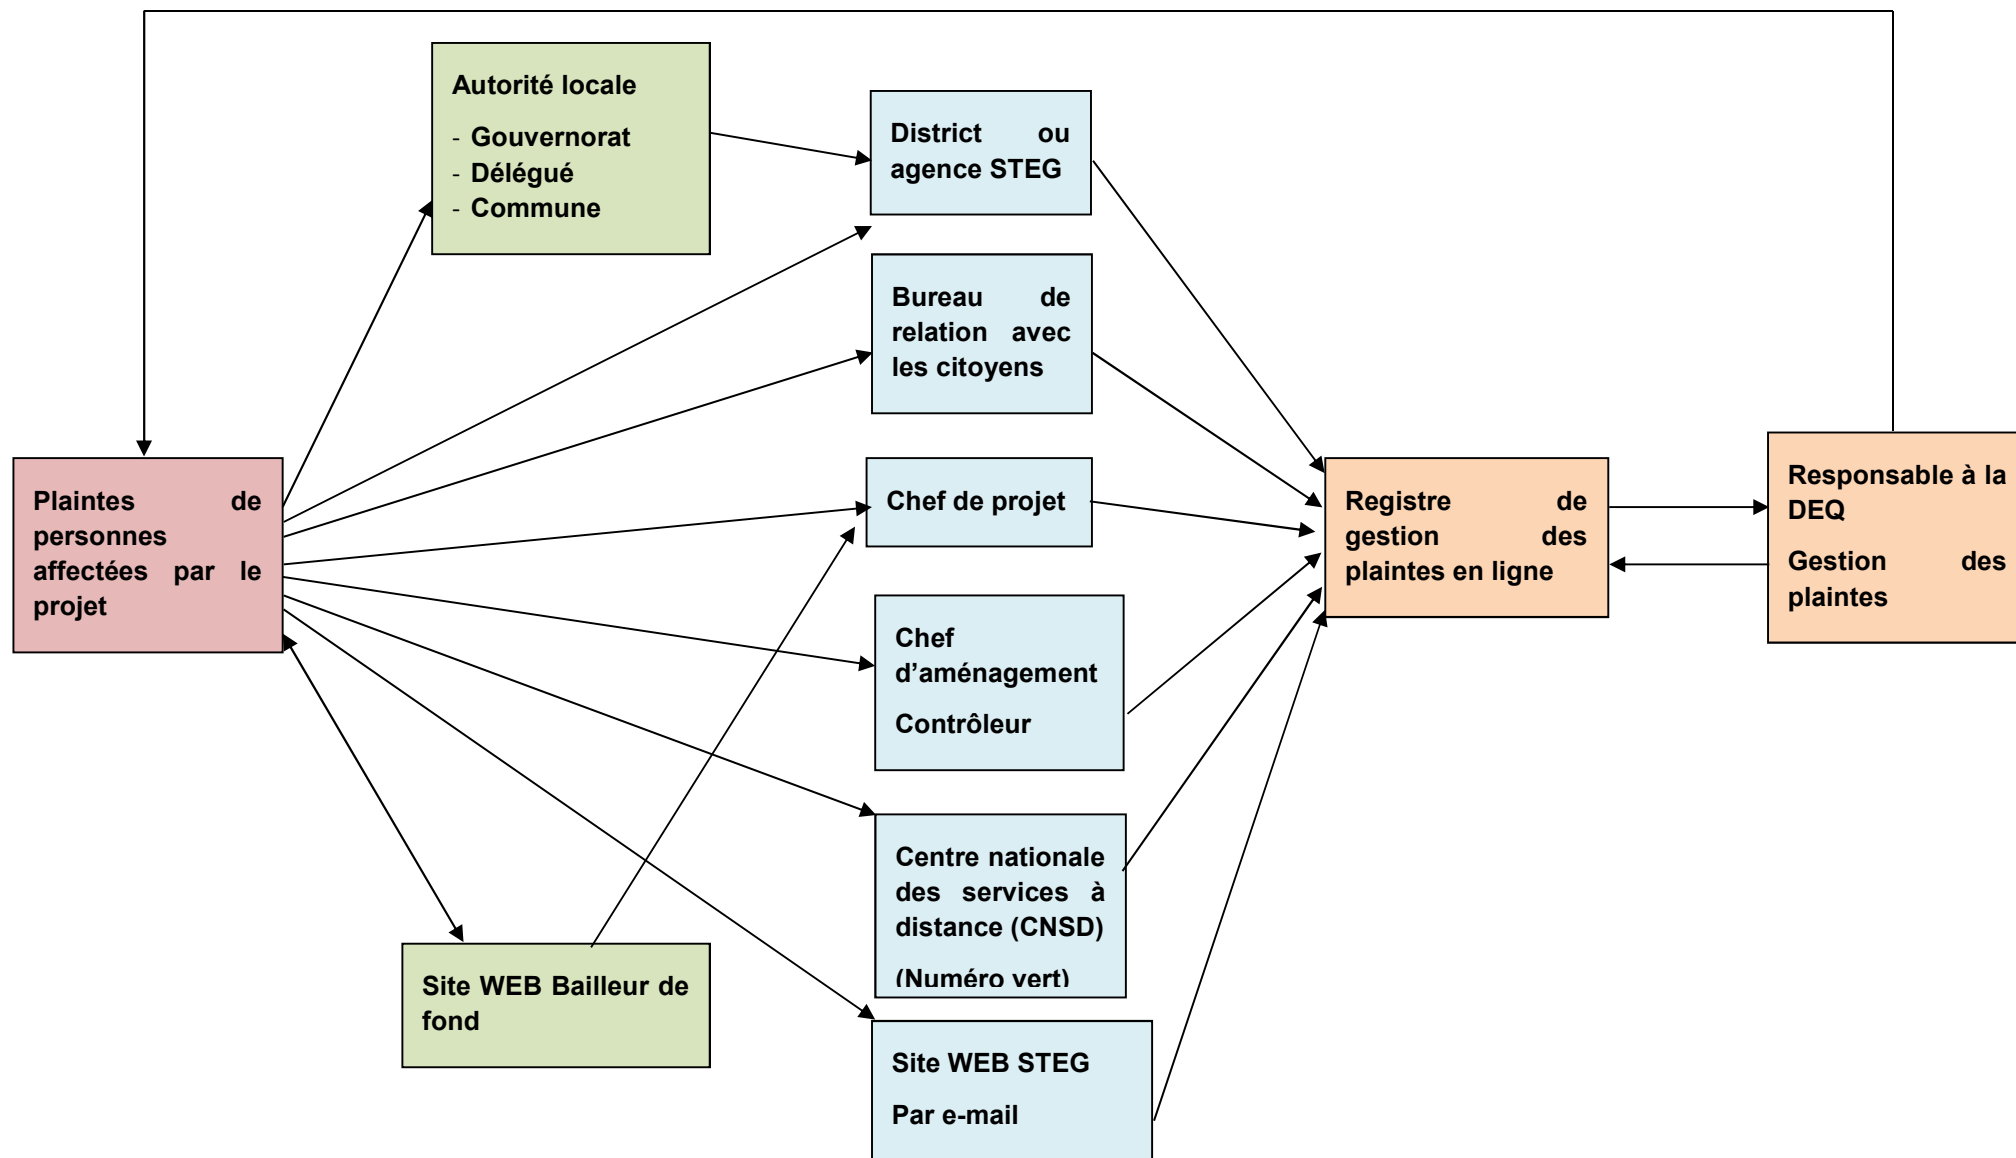 Autorité locale
- Gouvernorat
- Délégué
- Commune
District ou
agence STEG
Bureau de
relation avec
les citoyens
Plaintes de
personnes
affectées par le
projet
Chef de projet
Registre de
gestion des
plaintes en ligne
Responsable à la
DEQ
Gestion des
plaintes
Chef
d’aménagement
Contrôleur
Centre nationale
des services à
distance (CNSD)
(Numéro vert)
Site WEB Bailleur de
fond
Site WEB STEG
Par e-mail